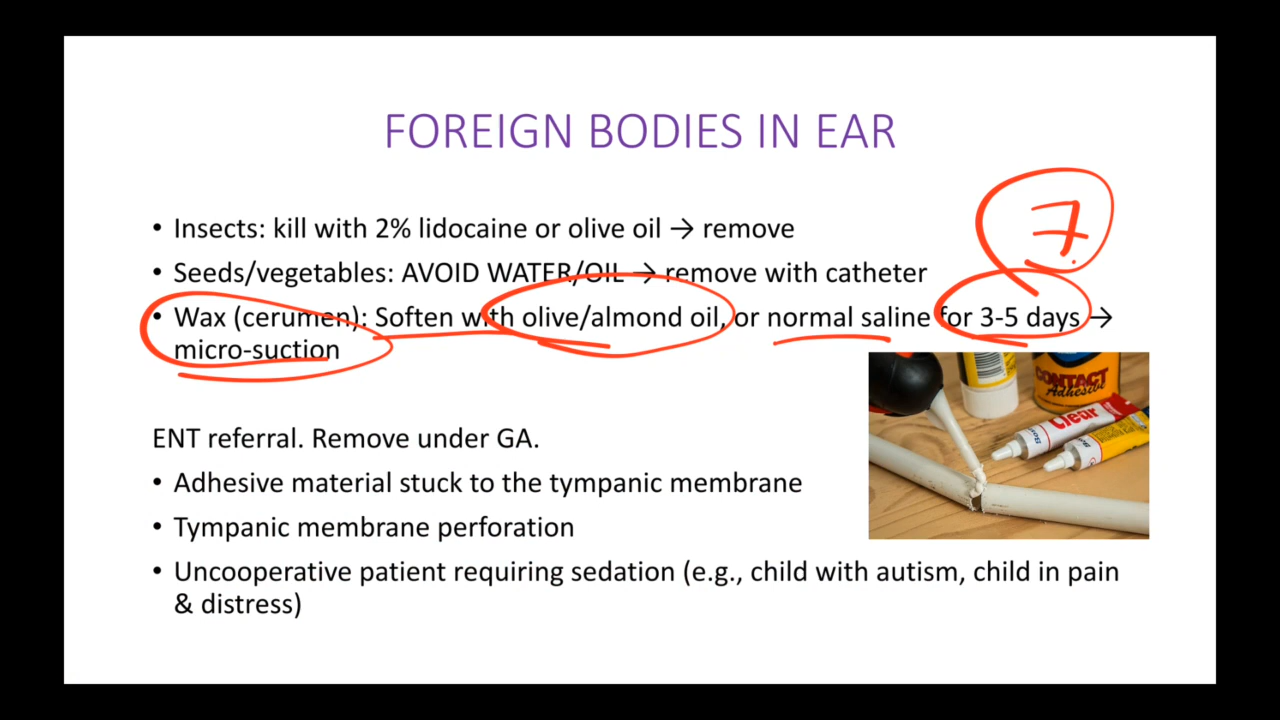 FOREIGN BODIES IN EAR
7
• Insects: kill with 2% lidocaine or olive oil → remove
• Seeds/vegetables: AVOID WATER/OIL → remove with catheter
• Wax (cerumen): Soften with olive/almond oil, or normal saline for 3-5 days →
micro-suction
CONTACT
Adhesive
Clear
ENT referral. Remove under GA.
• Adhesive material stuck to the tympanic membrane
• Tympanic membrane perforation
• Uncooperative patient requiring sedation (e.g., child with autism, child in pain
& distress)